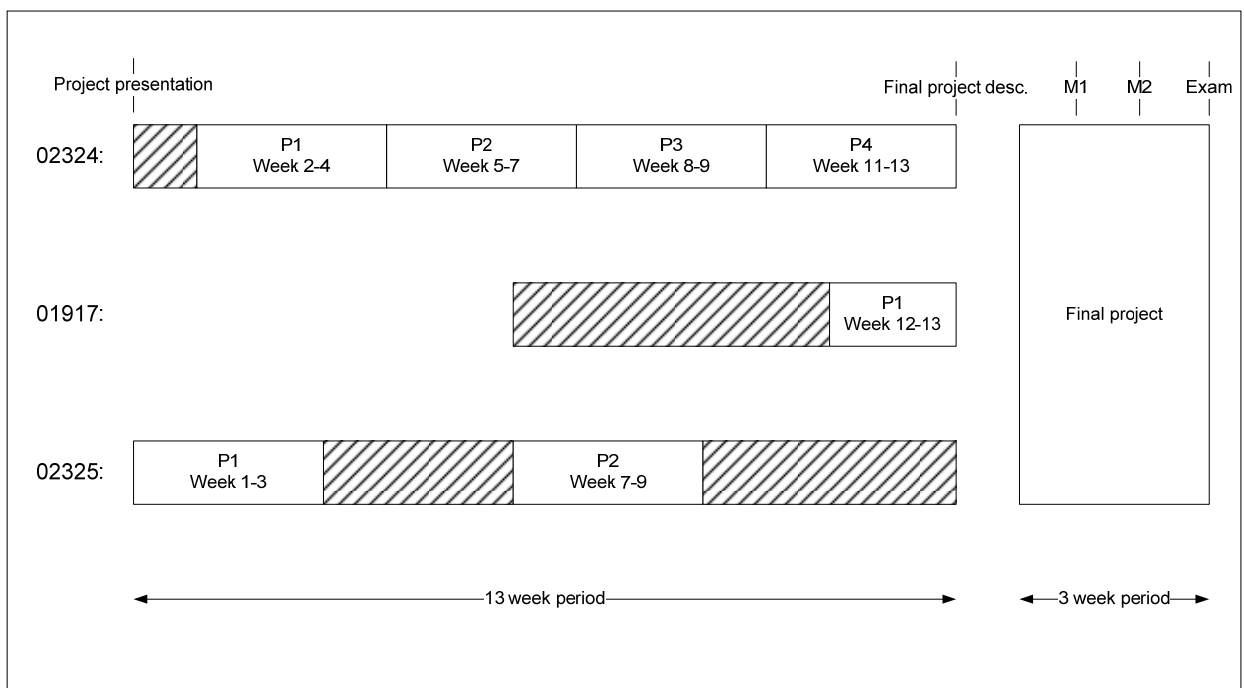 Project presentation
Final project desc.
M1
M2
Exam
02324:
P1
Week 2-4
P2
Week 5-7
P3
Week 8-9
P4
Week 11-13
01917:
P1
Week 12-13
Final project
02325:
P1
Week 1-3
P2
Week 7-9
13 week period
3 week period